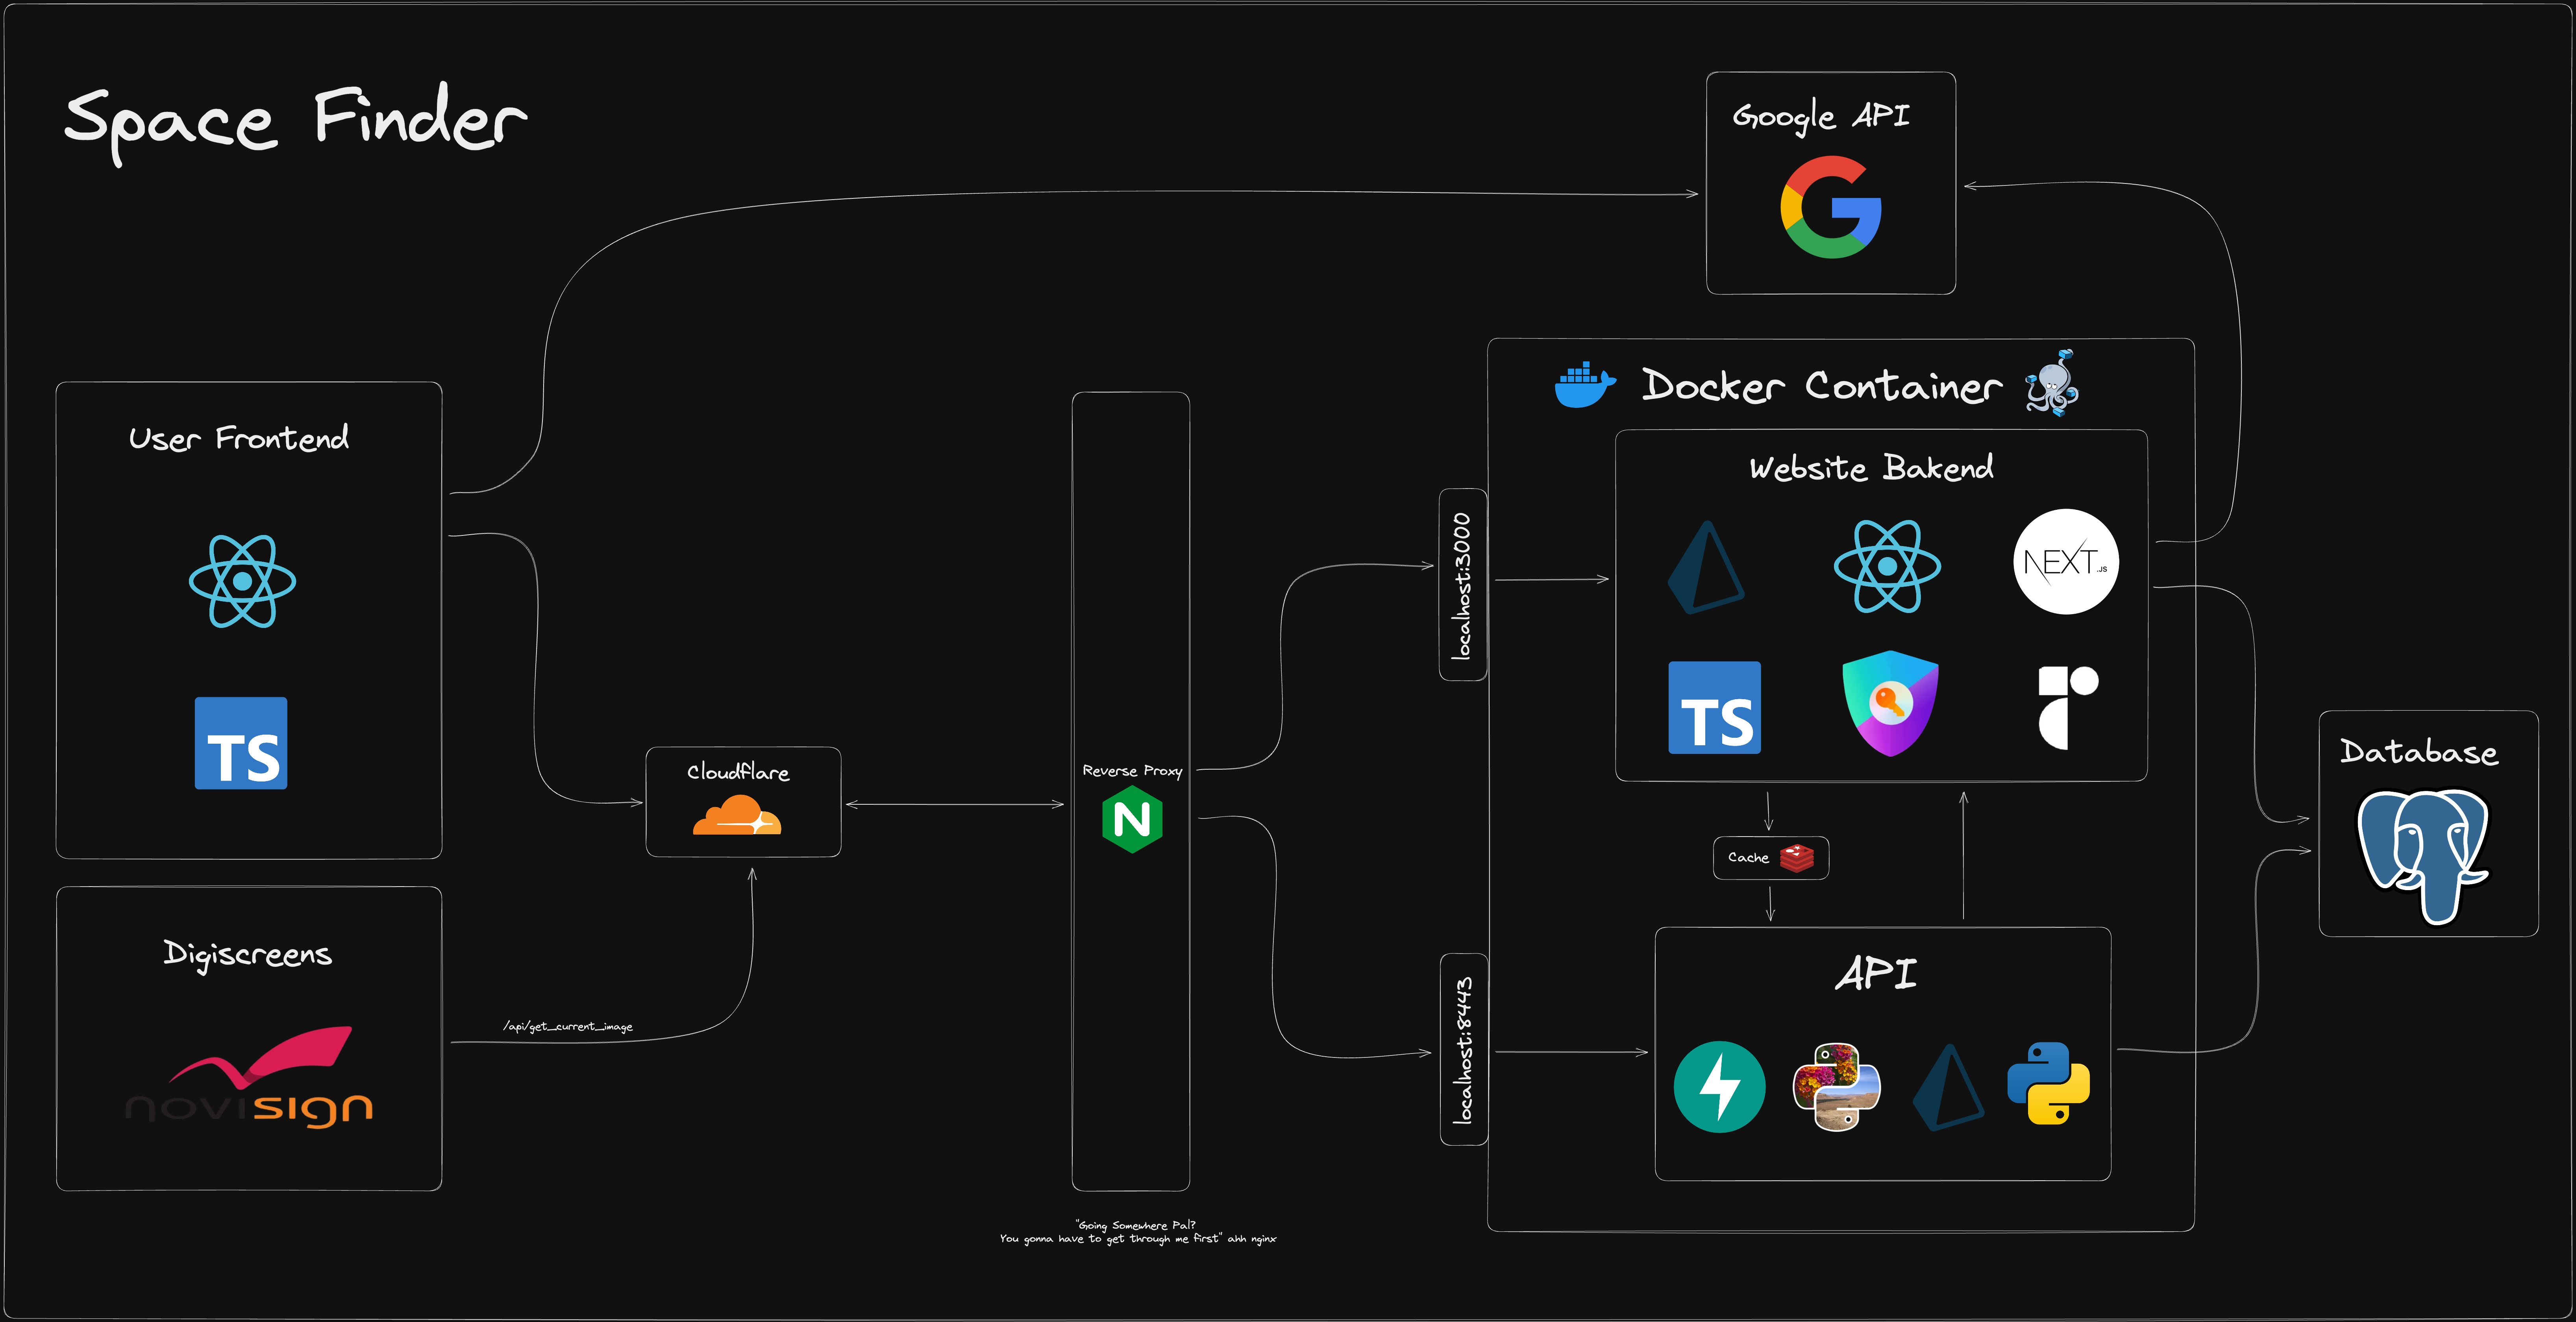 Space Finder
Google API
Docker Container
User Frontend
Website Bakend
localhost:3000
NEXT.JS
TS
TS
Cloudflare
Reverse Proxy
N
Database
Cache
Digiscreens
API
/api/get_current_image
novisign
localhost:8443
"Going Somewhere Pal?
You gonna have to get through me first" ahh nginx